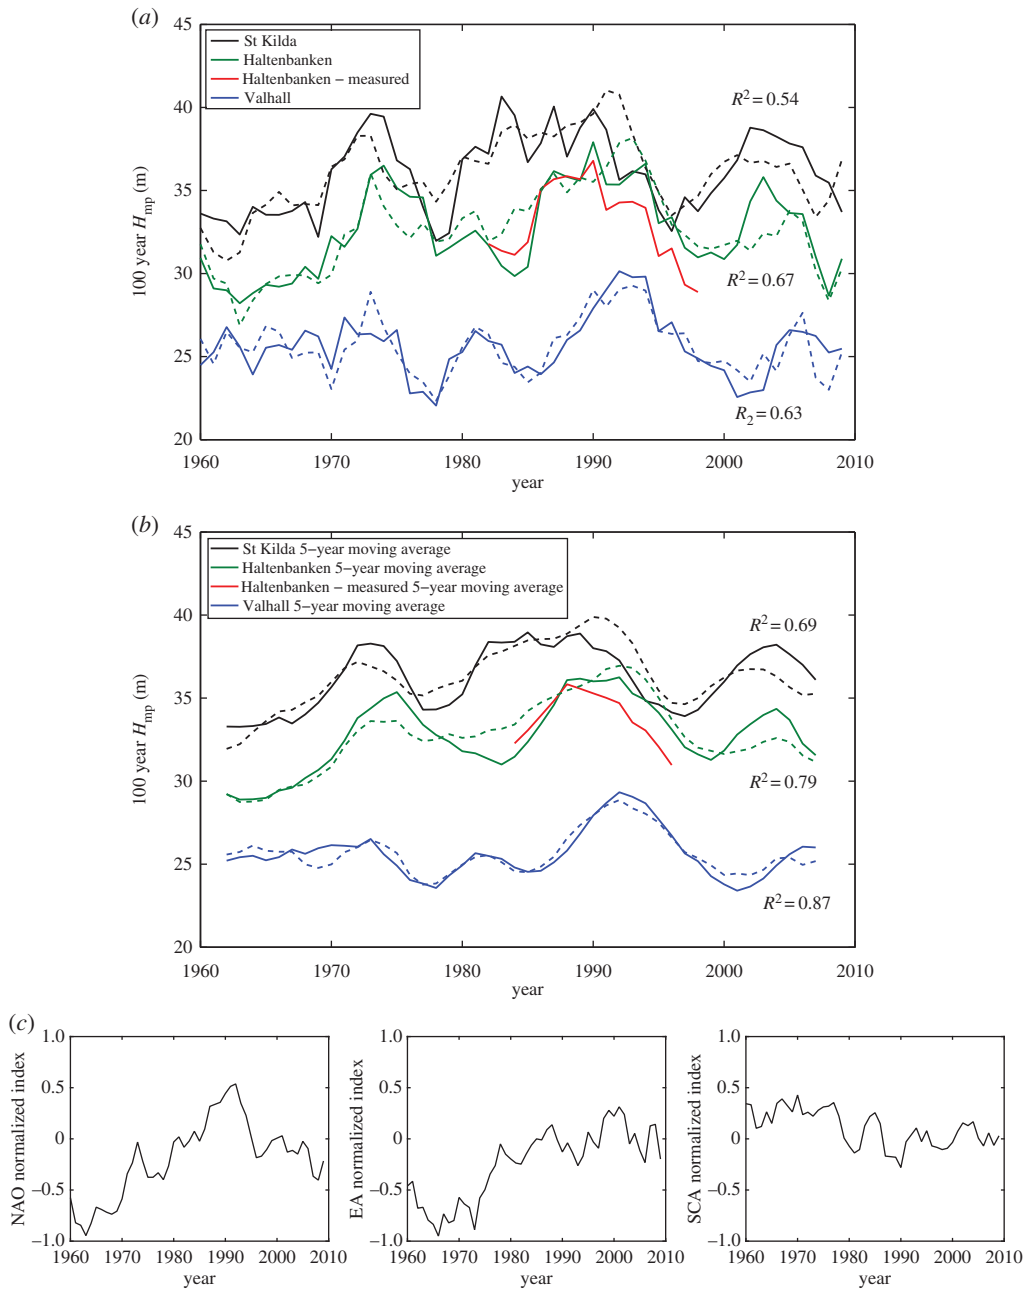 (a)
45
40
35
30
25
20
100 year Hmp (m)
St Kilda
Haltenbanken
Haltenbanken – measured
Valhall
R² = 0.54
R² = 0.67
R₂ = 0.63
1960 1970 1980 1990 2000 2010
year
(b)
45
40
35
30
25
20
100 year Hmp (m)
St Kilda 5–year moving average
Haltenbanken 5–year moving average
Haltenbanken – measured 5–year moving average
Valhall 5–year moving average
R² = 0.69
R² = 0.79
R² = 0.87
1960 1970 1980 1990 2000 2010
year
(c)
NAO normalized index
1.0
0.5
0
–0.5
–1.0
1960 1970 1980 1990 2000 2010
year
EA normalized index
1.0
0.5
0
–0.5
–1.0
1960 1970 1980 1990 2000 2010
year
SCA normalized index
1.0
0.5
0
–0.5
–1.0
1960 1970 1980 1990 2000 2010
year